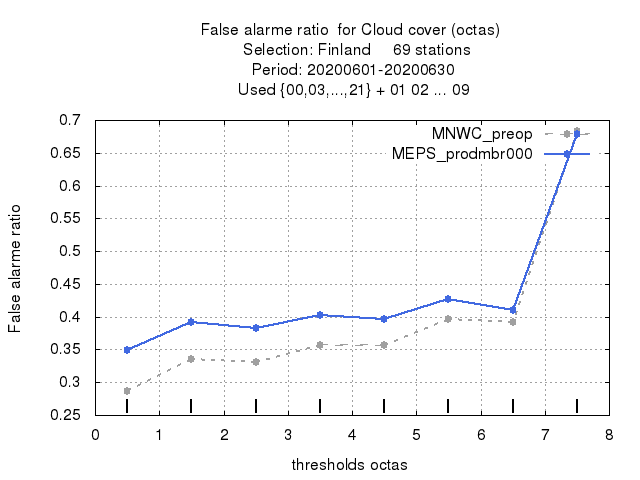 False alarme ratio  for Cloud cover (octas)
Selection: Finland     69 stations
Period: 20200601-20200630
Used {00,03,...,21} + 01 02 ... 09
0.7
MNWC_preop
MEPS_prodmbr000
0.65
0.6
0.55
0.5
0.45
0.4
0.35
0.3
0.25
False alarme ratio
0 1 2 3 4 5 6 7 8
thresholds octas